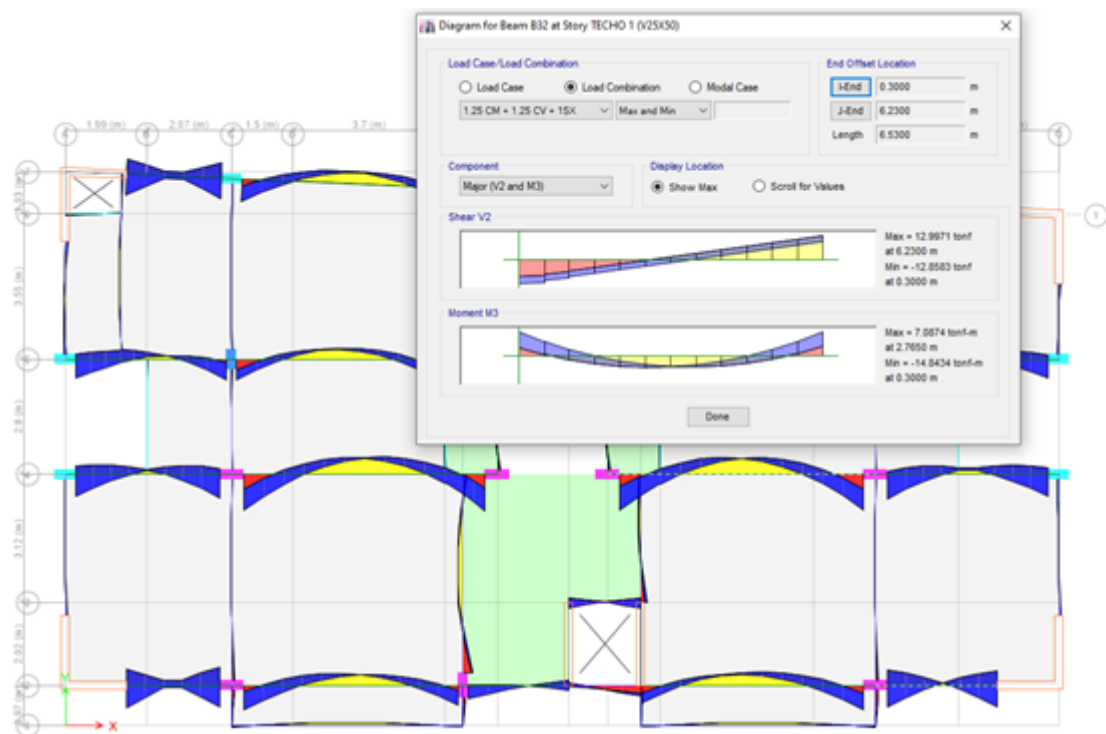 Diagram for Beam B32 at Story TECHO 1 (V25X50)
Load Case/Load Combination
Load Case
Load Combination
Modal Case
1.25 CM + 1.25 CV + 1SX
Max and Min
End Offset Location
I-End
0.3000
m
J-End
6.2300
m
Length
6.5300
m
Component
Major (V2 and M3)
Display Location
Show Max
Scroll for Values
Shear V2
Max = 12.9971 tonf
at 6.2300 m
Min = -12.8583 tonf
at 0.3000 m
Moment M3
Max = 7.0874 tonf-m
at 2.7650 m
Min = -14.8434 tonf-m
at 0.3000 m
Done
1.99 (m)
2.07 (m)
1.5 (m)
3.7 (m)
3.55 (m)
2.8 (m)
3.12 (m)
2.02 (m)
1
X